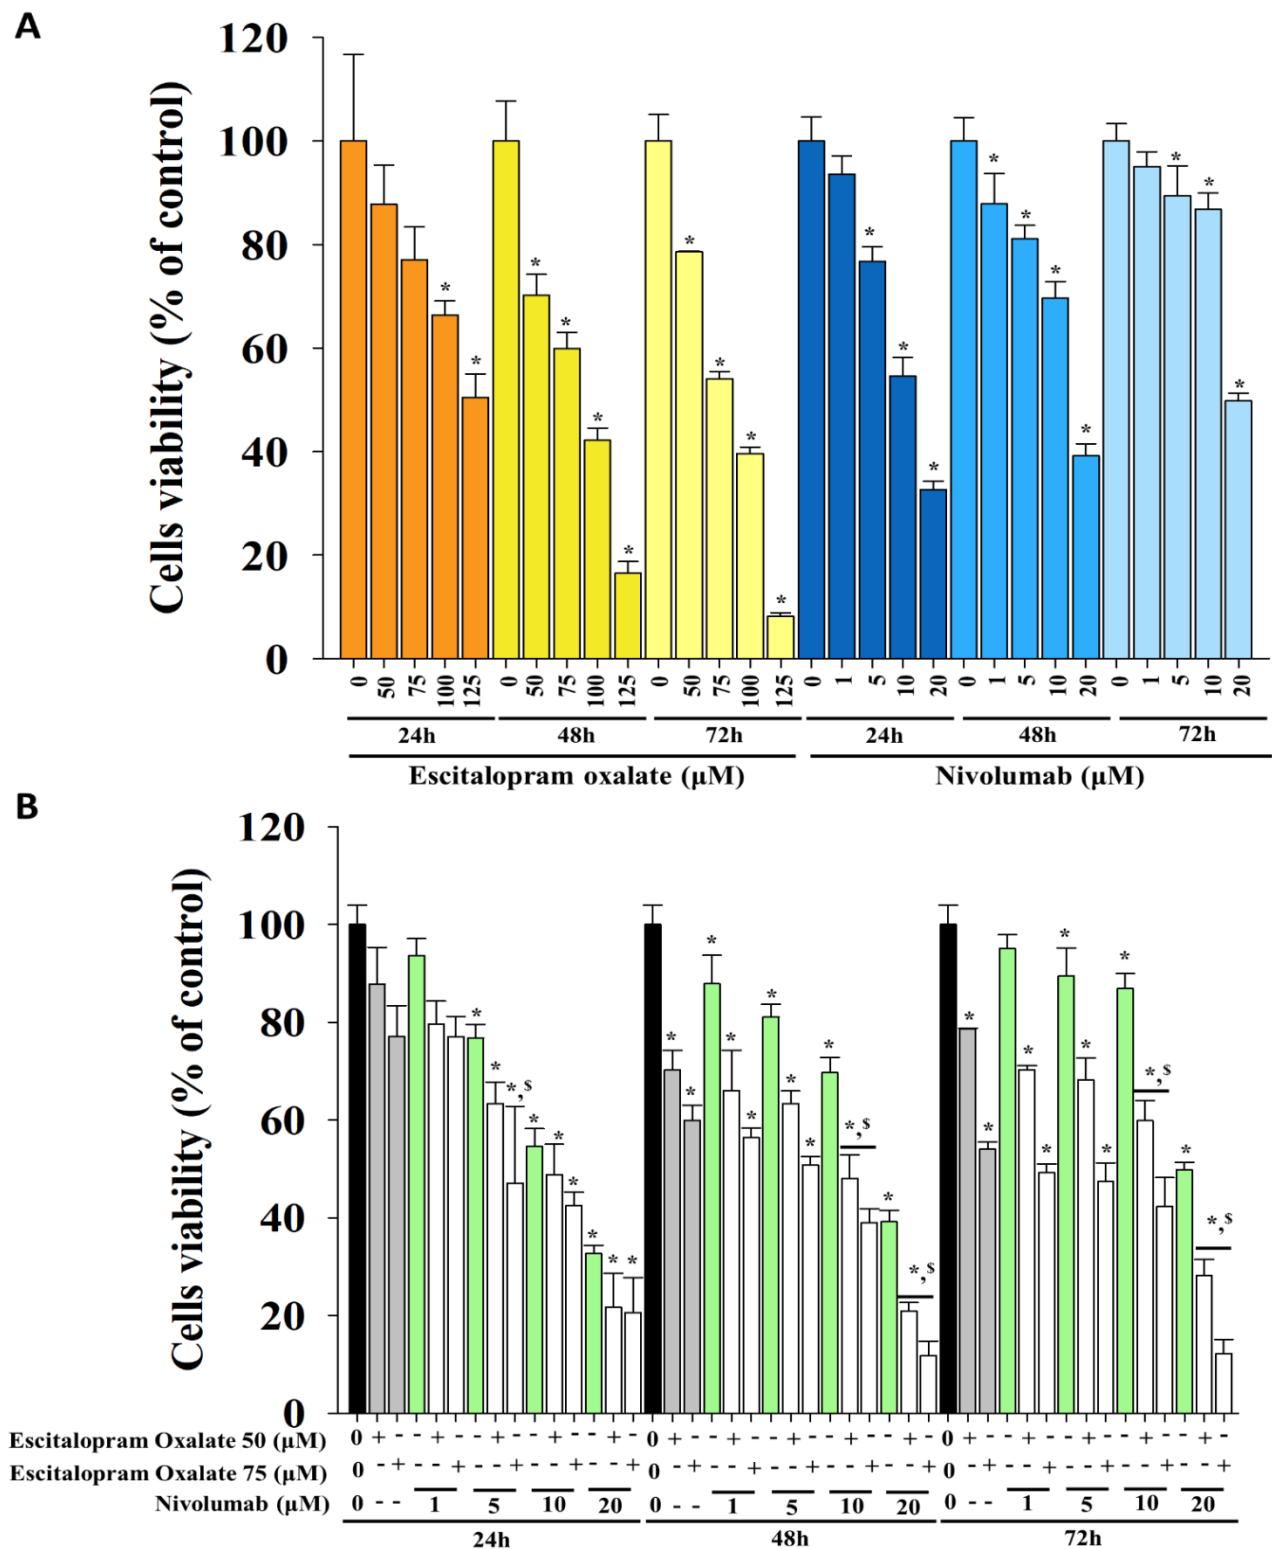 A
Cells viability (% of control)
120
100
80
60
40
20
0
* * * * * * * * * * * * * * * * * * * *
0 50 75 100 125 0 50 75 100 125 0 50 75 100 125 0 1 5 10 20 0 1 5 10 20 0 1 5 10 20
24h 48h 72h 24h 48h 72h
Escitalopram oxalate (μM) Nivolumab (μM)
B
Cells viability (% of control)
120
100
80
60
40
20
0
* * *,$ * * * * * * * * * * * * * * *,$ * *,$ * * * * * * * *,$ * *,$
Escitalopram Oxalate 50 (μM) 0 + - - + - - + - - + - - + - 0 + - - + - - + - - + - - + - 0 + - - + - - + - - + - - + -
Escitalopram Oxalate 75 (μM) 0 - + - - + - - + - - + - - + 0 - + - - + - - + - - + - - + 0 - + - - + - - + - - + - - +
Nivolumab (μM) 0 - - 1 5 10 20 0 - - 1 5 10 20 0 - - 1 5 10 20
24h 48h 72h